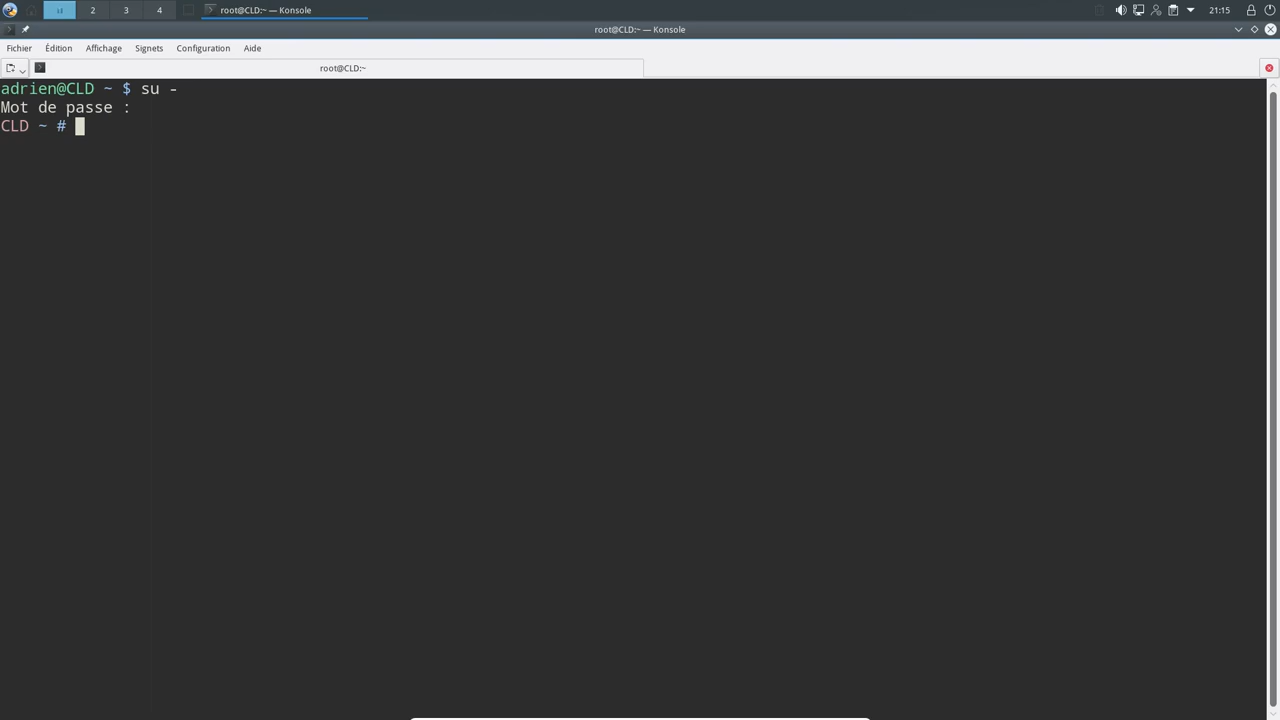 2
3
4
root@CLD:~ — Konsole
21:15
root@CLD:~ — Konsole
Fichier Édition Affichage Signets Configuration Aide
root@CLD:~
adrien@CLD ~ $ su -
Mot de passe :
CLD ~ #